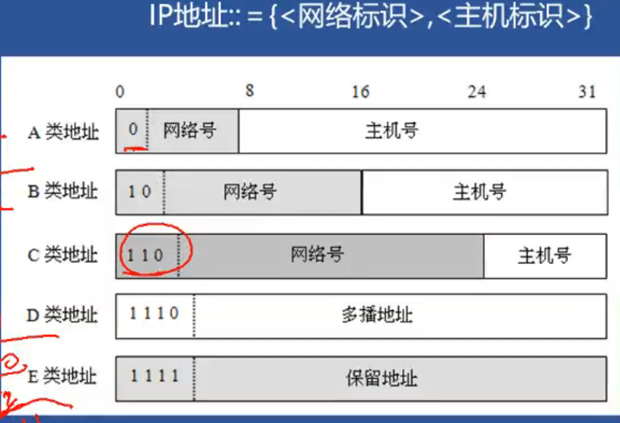 IP地址::={<网络标识>,<主机标识>}
0 8 16 24 31
A 类地址 0 网络号 主机号
B 类地址 1 0 网络号 主机号
C 类地址 1 1 0 网络号 主机号
D 类地址 1 1 1 0 多播地址
E 类地址 1 1 1 1 保留地址